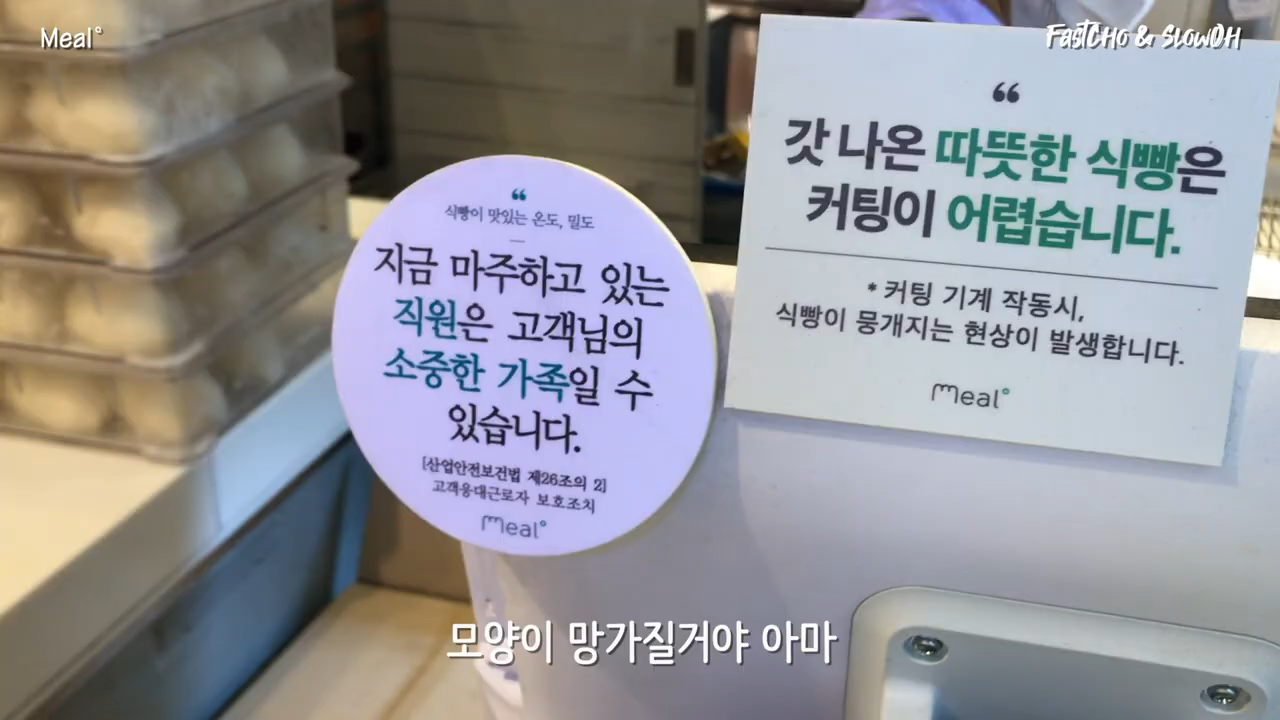 Meal°
FastCho & SlowOh
“
식빵이 맛있는 온도, 밀도
지금 마주하고 있는
직원은 고객님의
소중한 가족일 수
있습니다.
[산업안전보건법 제26조의 2]
고객응대근로자 보호조치
meal°
“
갓 나온 따뜻한 식빵은
커팅이 어렵습니다.
* 커팅 기계 작동시,
식빵이 뭉개지는 현상이 발생합니다.
meal°
모양이 망가질거야 아마